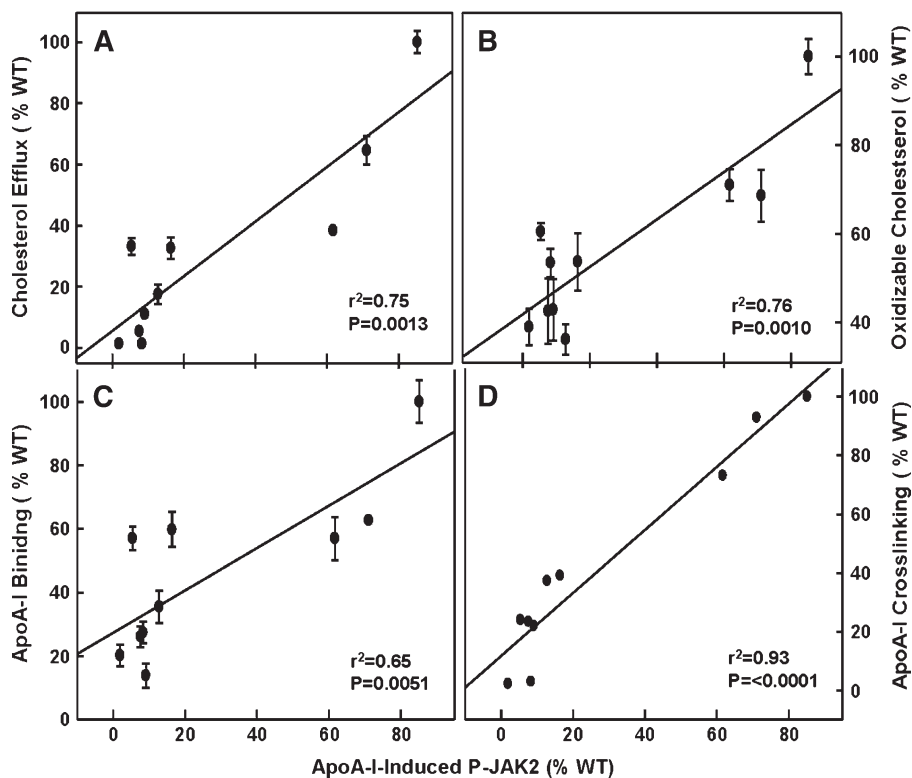 A
100
80
60
40
20
0
Cholesterol Efflux ( % WT)
r2=0.75
P=0.0013
B
100
80
60
40
Oxidizable Cholestserol ( % WT)
r2=0.76
P=0.0010
C
100
80
60
40
20
0
ApoA-I Binidng ( % WT)
r2=0.65
P=0.0051
0 20 40 60 80
D
100
80
60
40
20
0
ApoA-I Crosslinking ( % WT)
r2=0.93
P=<0.0001
0 20 40 60 80
ApoA-I-Induced P-JAK2 (% WT)